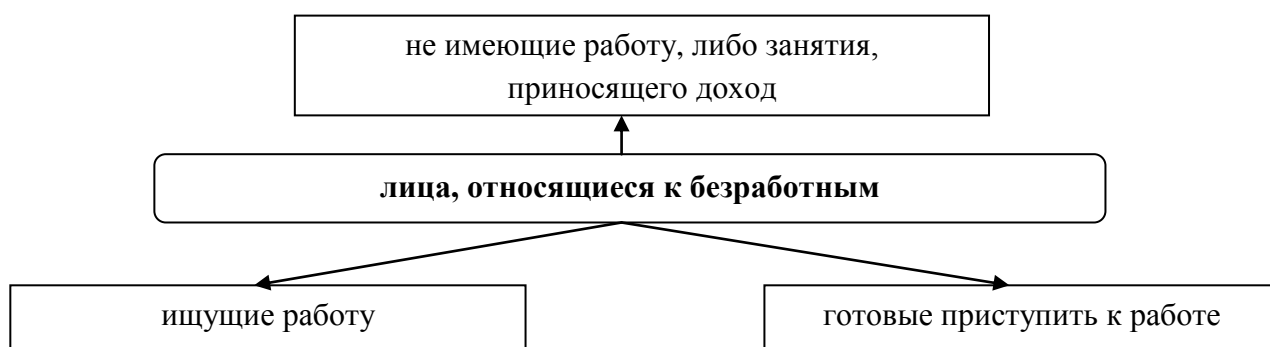 не имеющие работу, либо занятия,
приносящего доход
лица, относящиеся к безработным
ищущие работу
готовые приступить к работе